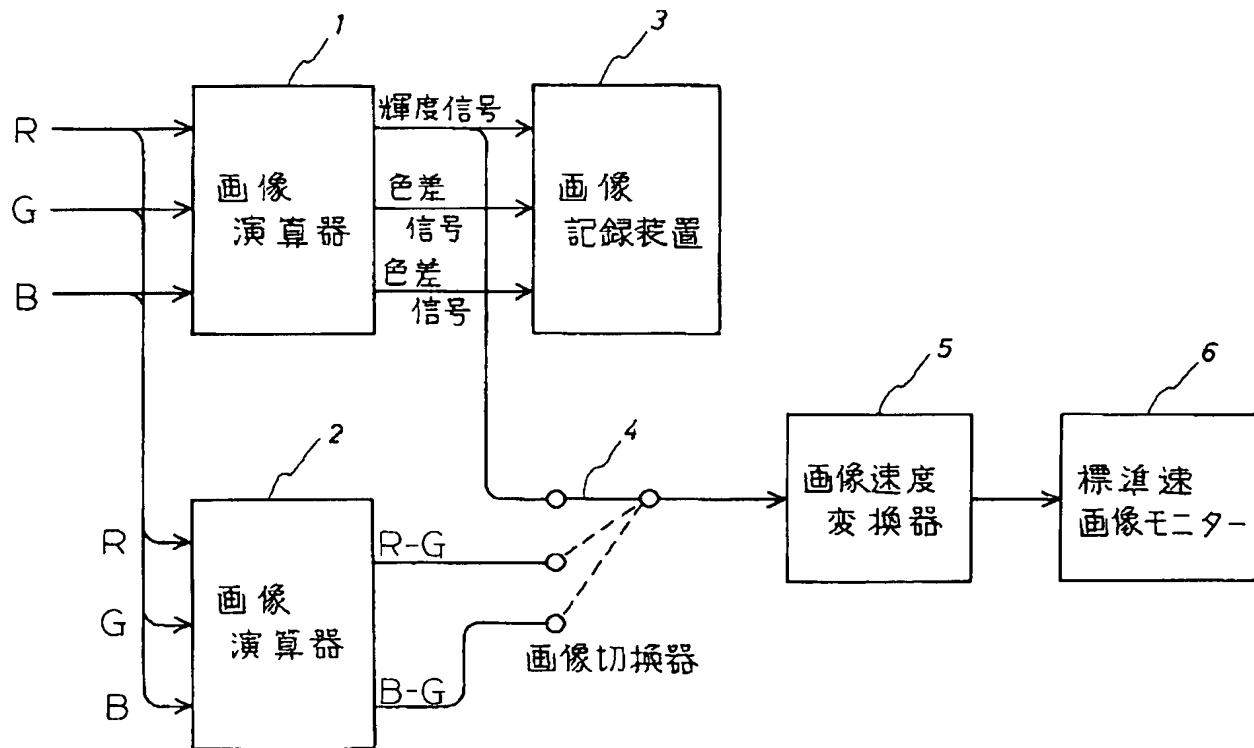 1
3
R
G
B
画像
演算器
輝度信号
色差
信号
色差
信号
画像
記録装置
2
4
5
6
R
G
B
画像
演算器
R-G
B-G
画像切換器
画像速度
変換器
標準速
画像モニター